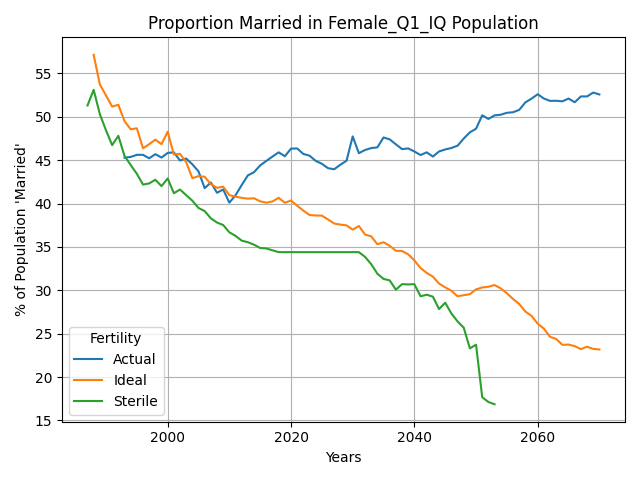 Proportion Married in Female_Q1_IQ Population
% of Population 'Married'
55
50
45
40
35
30
25
20
15
Fertility
Actual
Ideal
Sterile
2000
2020
2040
2060
Years